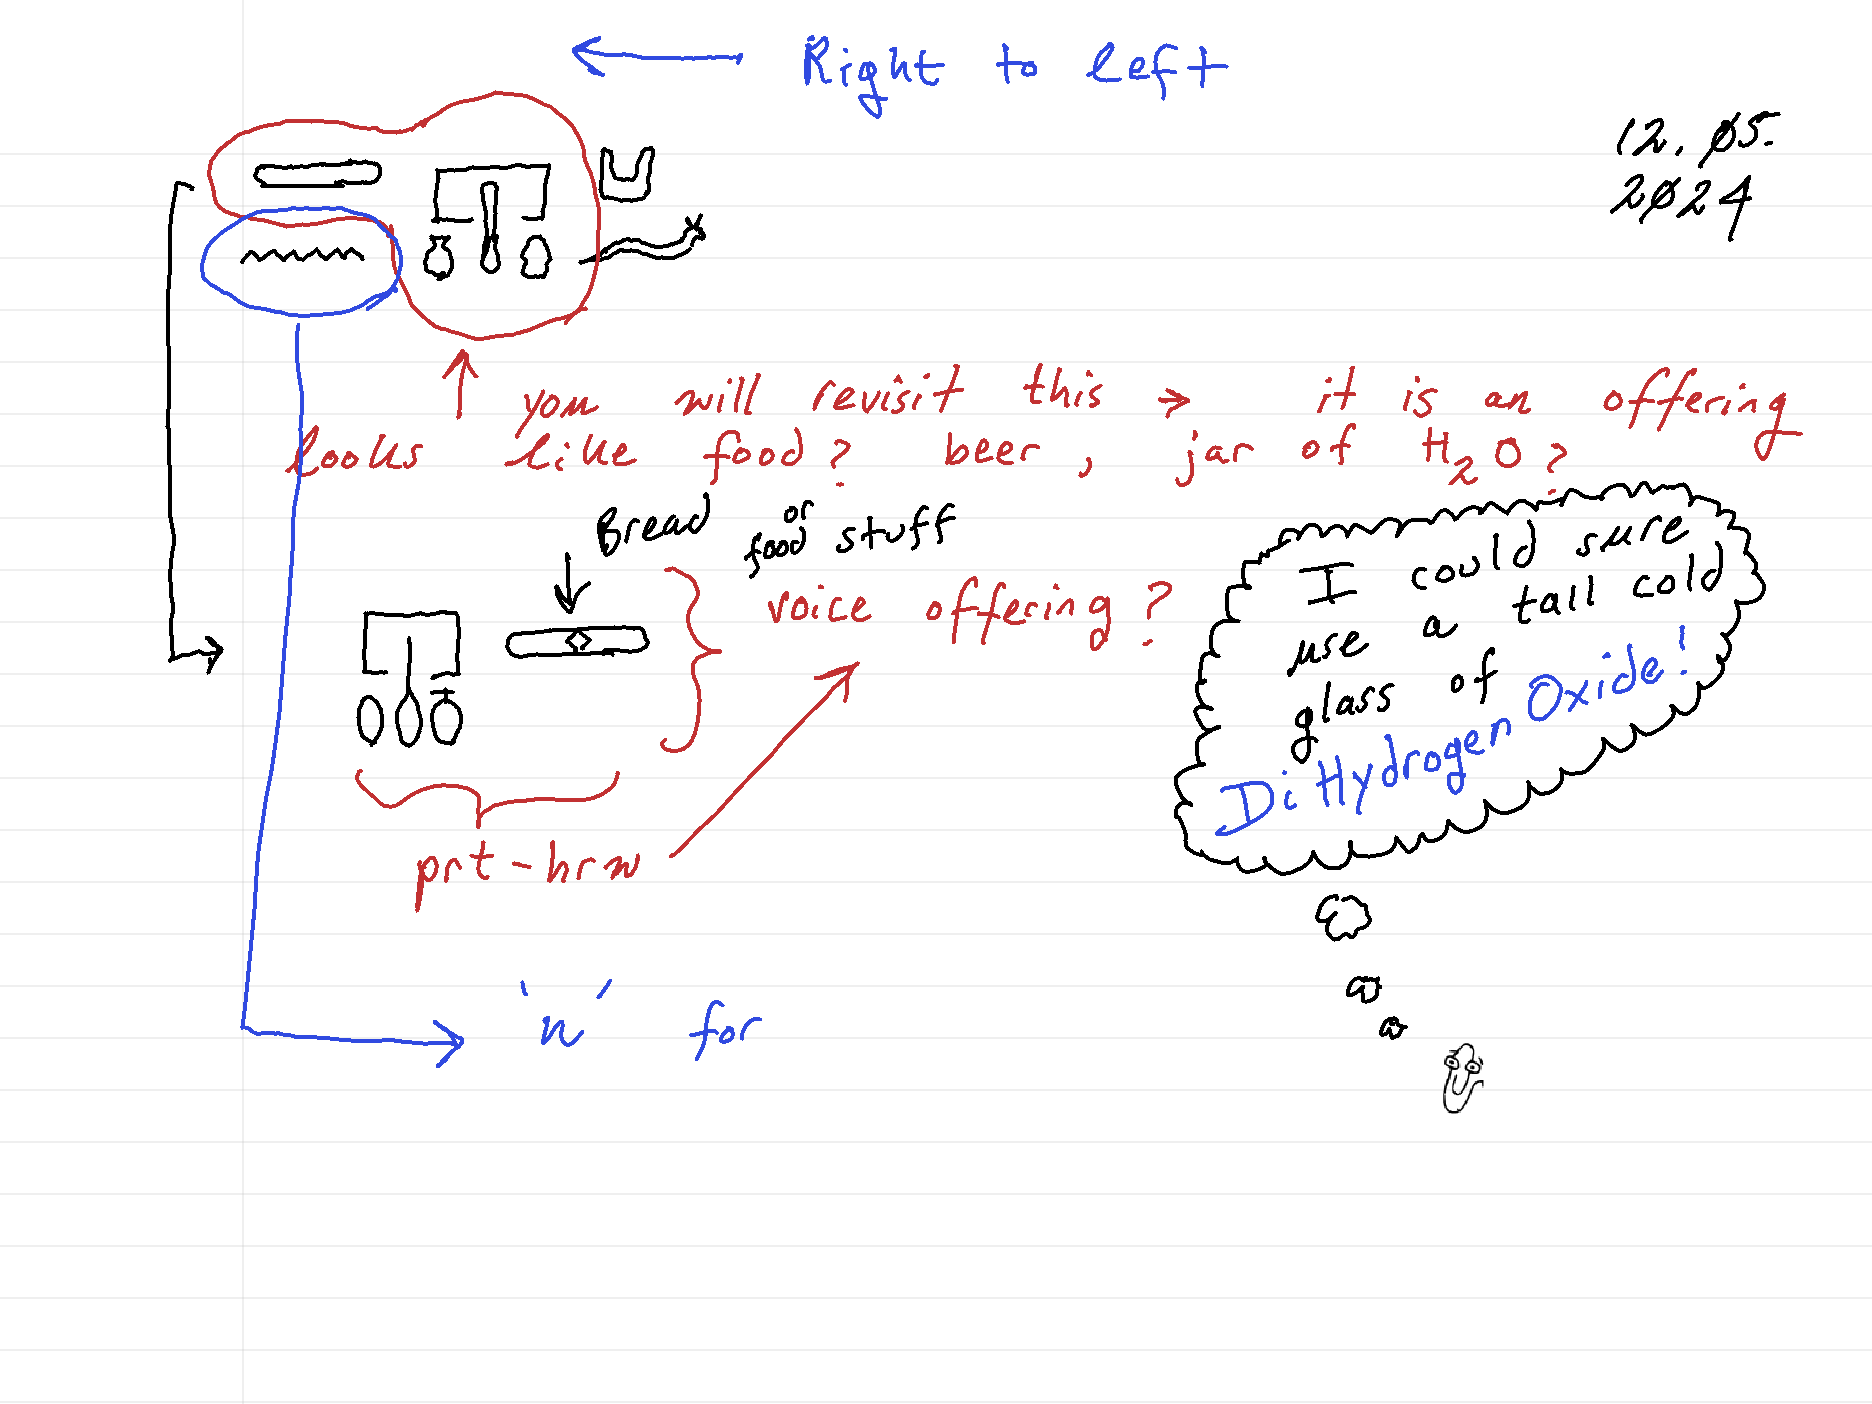 Right to left
12. 05.
2024
you will revisit this → it is an offering
looks like food? beer, jar of H2O?
Bread or
food stuff
voice offering?
prt-hrw
'n' for
I could sure
use a tall cold
glass of
DiHydrogen Oxide!